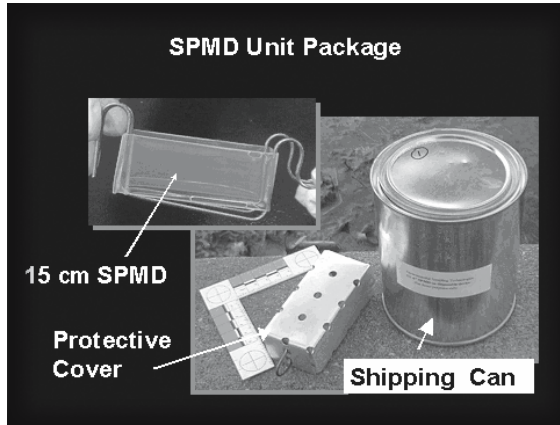 SPMD Unit Package
15 cm SPMD
Protective
Cover
Shipping Can